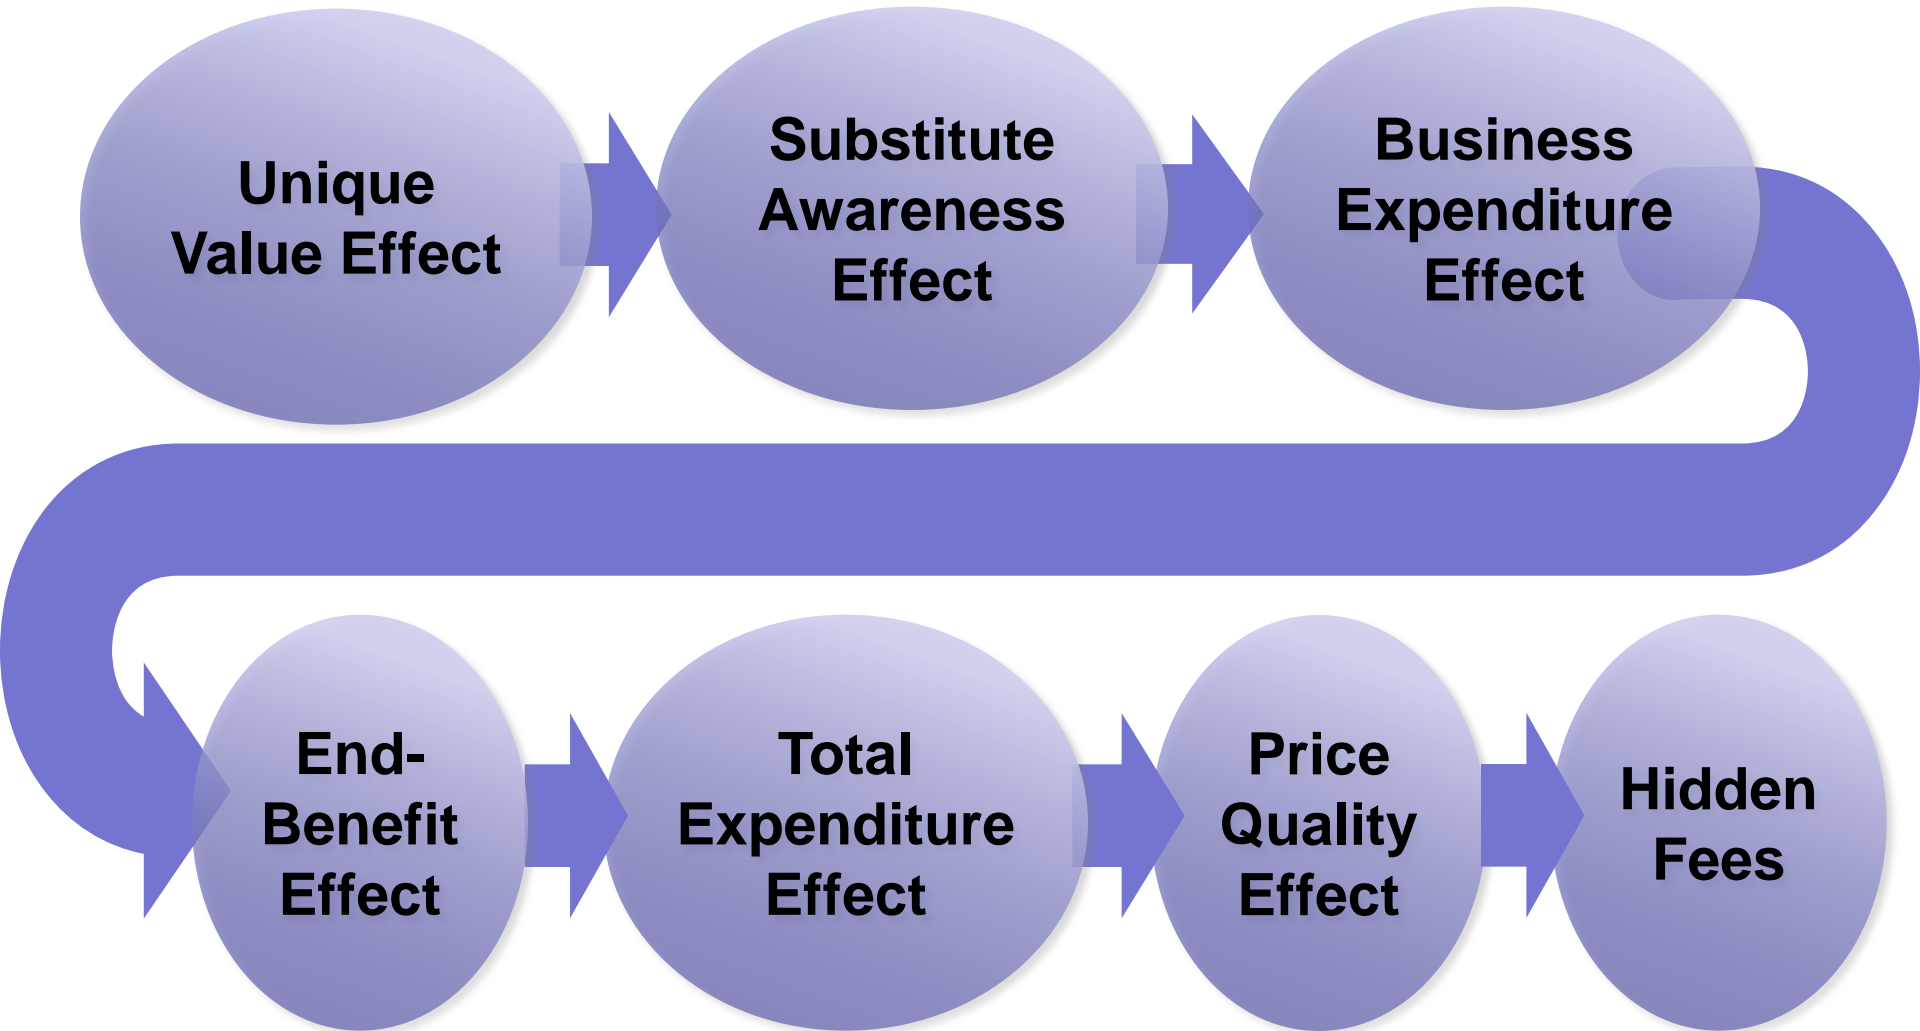 Unique
Value Effect
Substitute
Awareness
Effect
Business
Expenditure
Effect
End-
Benefit
Effect
Total
Expenditure
Effect
Price
Quality
Effect
Hidden
Fees